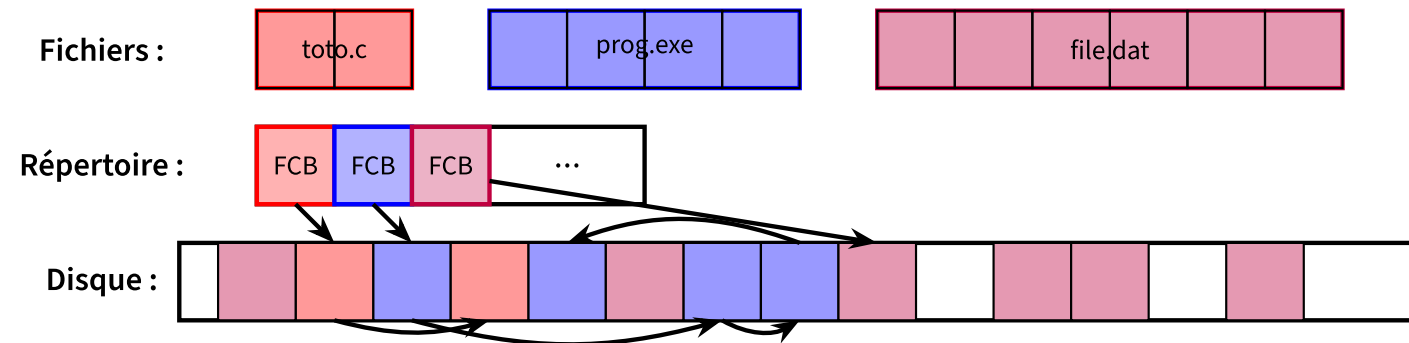 Fichiers : toto.c prog.exe file.dat
Répertoire : FCB FCB FCB ...
Disque :